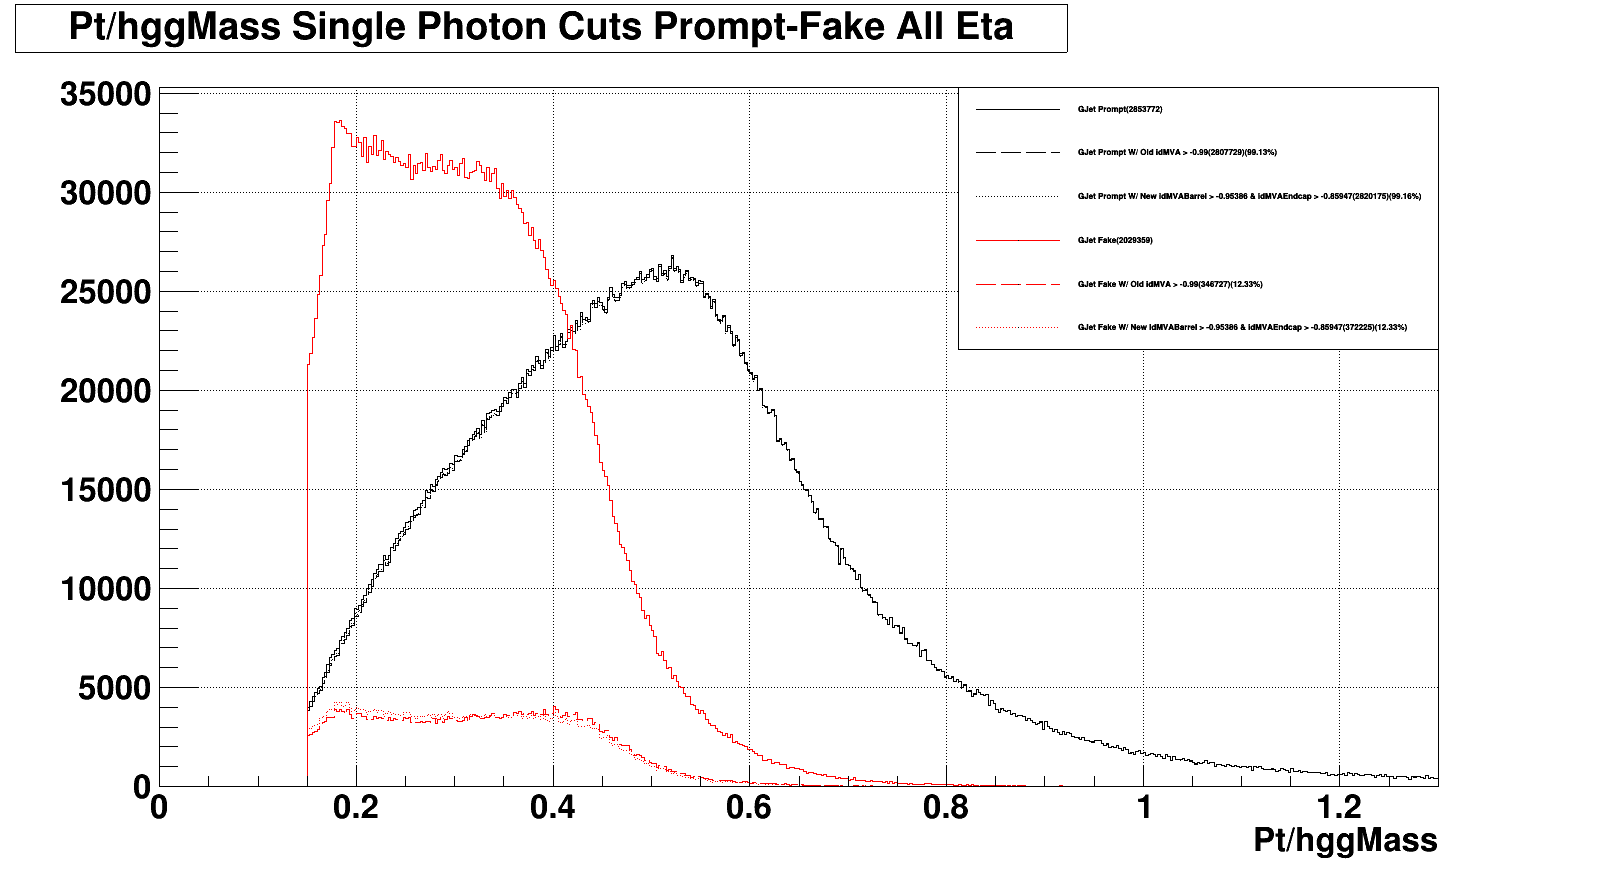 Pt/hggMass Single Photon Cuts Prompt-Fake All Eta
35000
30000
25000
20000
15000
10000
5000
0
GJet Prompt(2853772)
GJet Prompt W/ Old idMVA > -0.99(2807729)(99.13%)
GJet Prompt W/ New idMVABarrel > -0.95386 & idMVAEndcap > -0.85947(2820175)(99.16%)
GJet Fake(2029359)
GJet Fake W/ Old idMVA > -0.99(346727)(12.33%)
GJet Fake W/ New idMVABarrel > -0.95386 & idMVAEndcap > -0.85947(372225)(12.33%)
0 0.2 0.4 0.6 0.8 1 1.2
Pt/hggMass